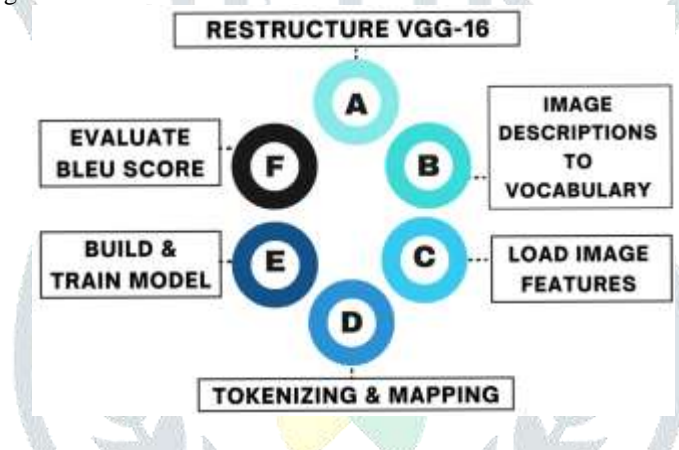 RESTRUCTURE VGG-16
A
IMAGE
DESCRIPTIONS
TO
VOCABULARY
B
LOAD IMAGE
FEATURES
C
D
TOKENIZING & MAPPING
BUILD &
TRAIN MODEL
E
EVALUATE
BLEU SCORE
F